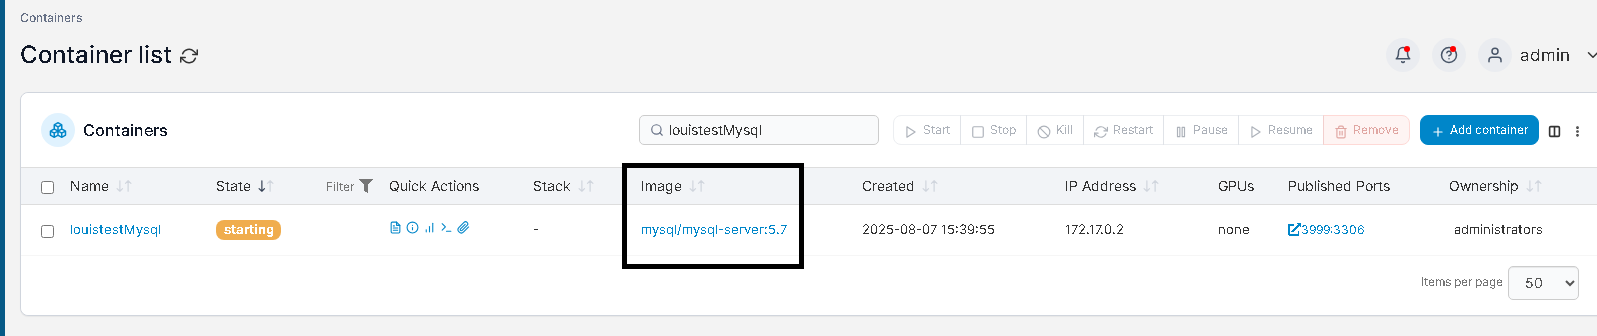 Containers
Container list
admin
Containers
louistestMysql
Start
Stop
Kill
Restart
Pause
Resume
Remove
+ Add container
Name
State
Filter
Quick Actions
Stack
Image
Created
IP Address
GPUs
Published Ports
Ownership
louistestMysql
starting
-
mysql/mysql-server:5.7
2025-08-07 15:39:55
172.17.0.2
none
3999:3306
administrators
Items per page
50